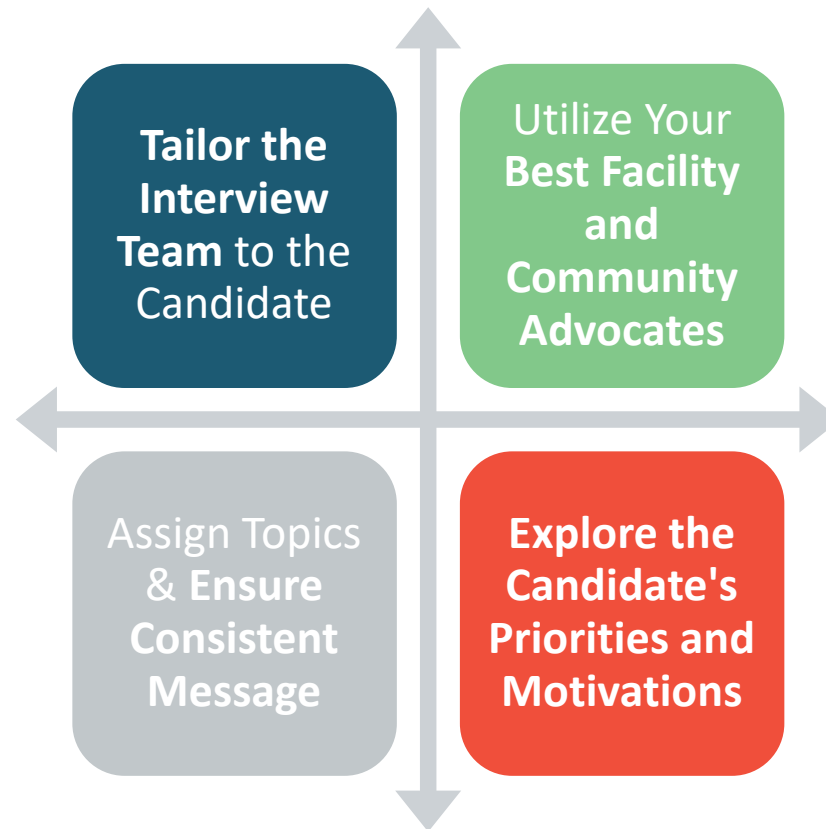 Tailor the
Interview
Team to the
Candidate
Utilize Your
Best Facility
and
Community
Advocates
Assign Topics
& Ensure
Consistent
Message
Explore the
Candidate's
Priorities and
Motivations